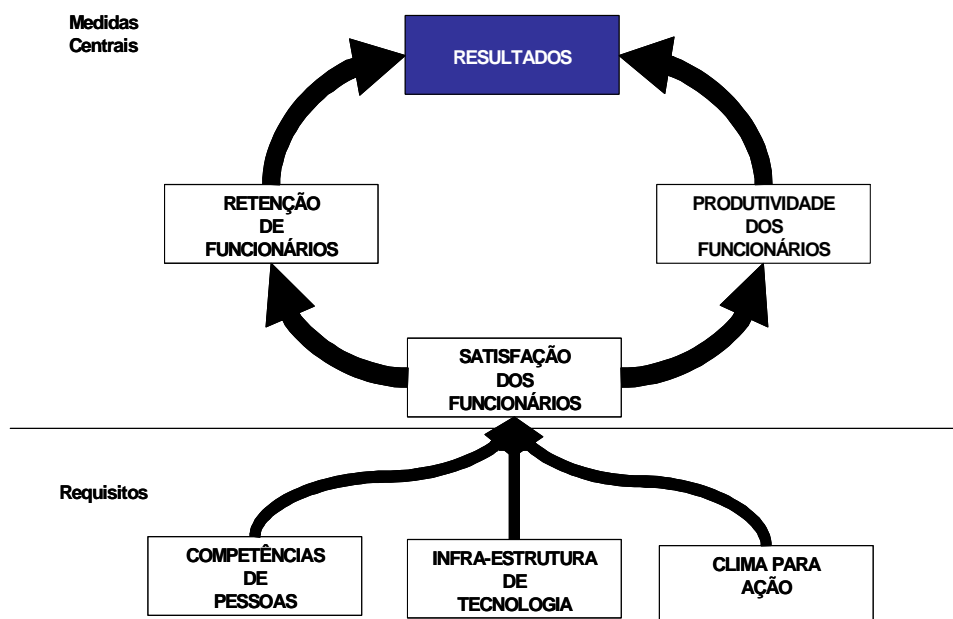 Medidas
Centrais
RESULTADOS
RETENÇÃO
DE
FUNCIONÁRIOS
PRODUTIVIDADE
DOS
FUNCIONÁRIOS
SATISFAÇÃO
DOS
FUNCIONÁRIOS
Requisitos
COMPETÊNCIAS
DE
PESSOAS
INFRA-ESTRUTURA
DE
TECNOLOGIA
CLIMA PARA
AÇÃO